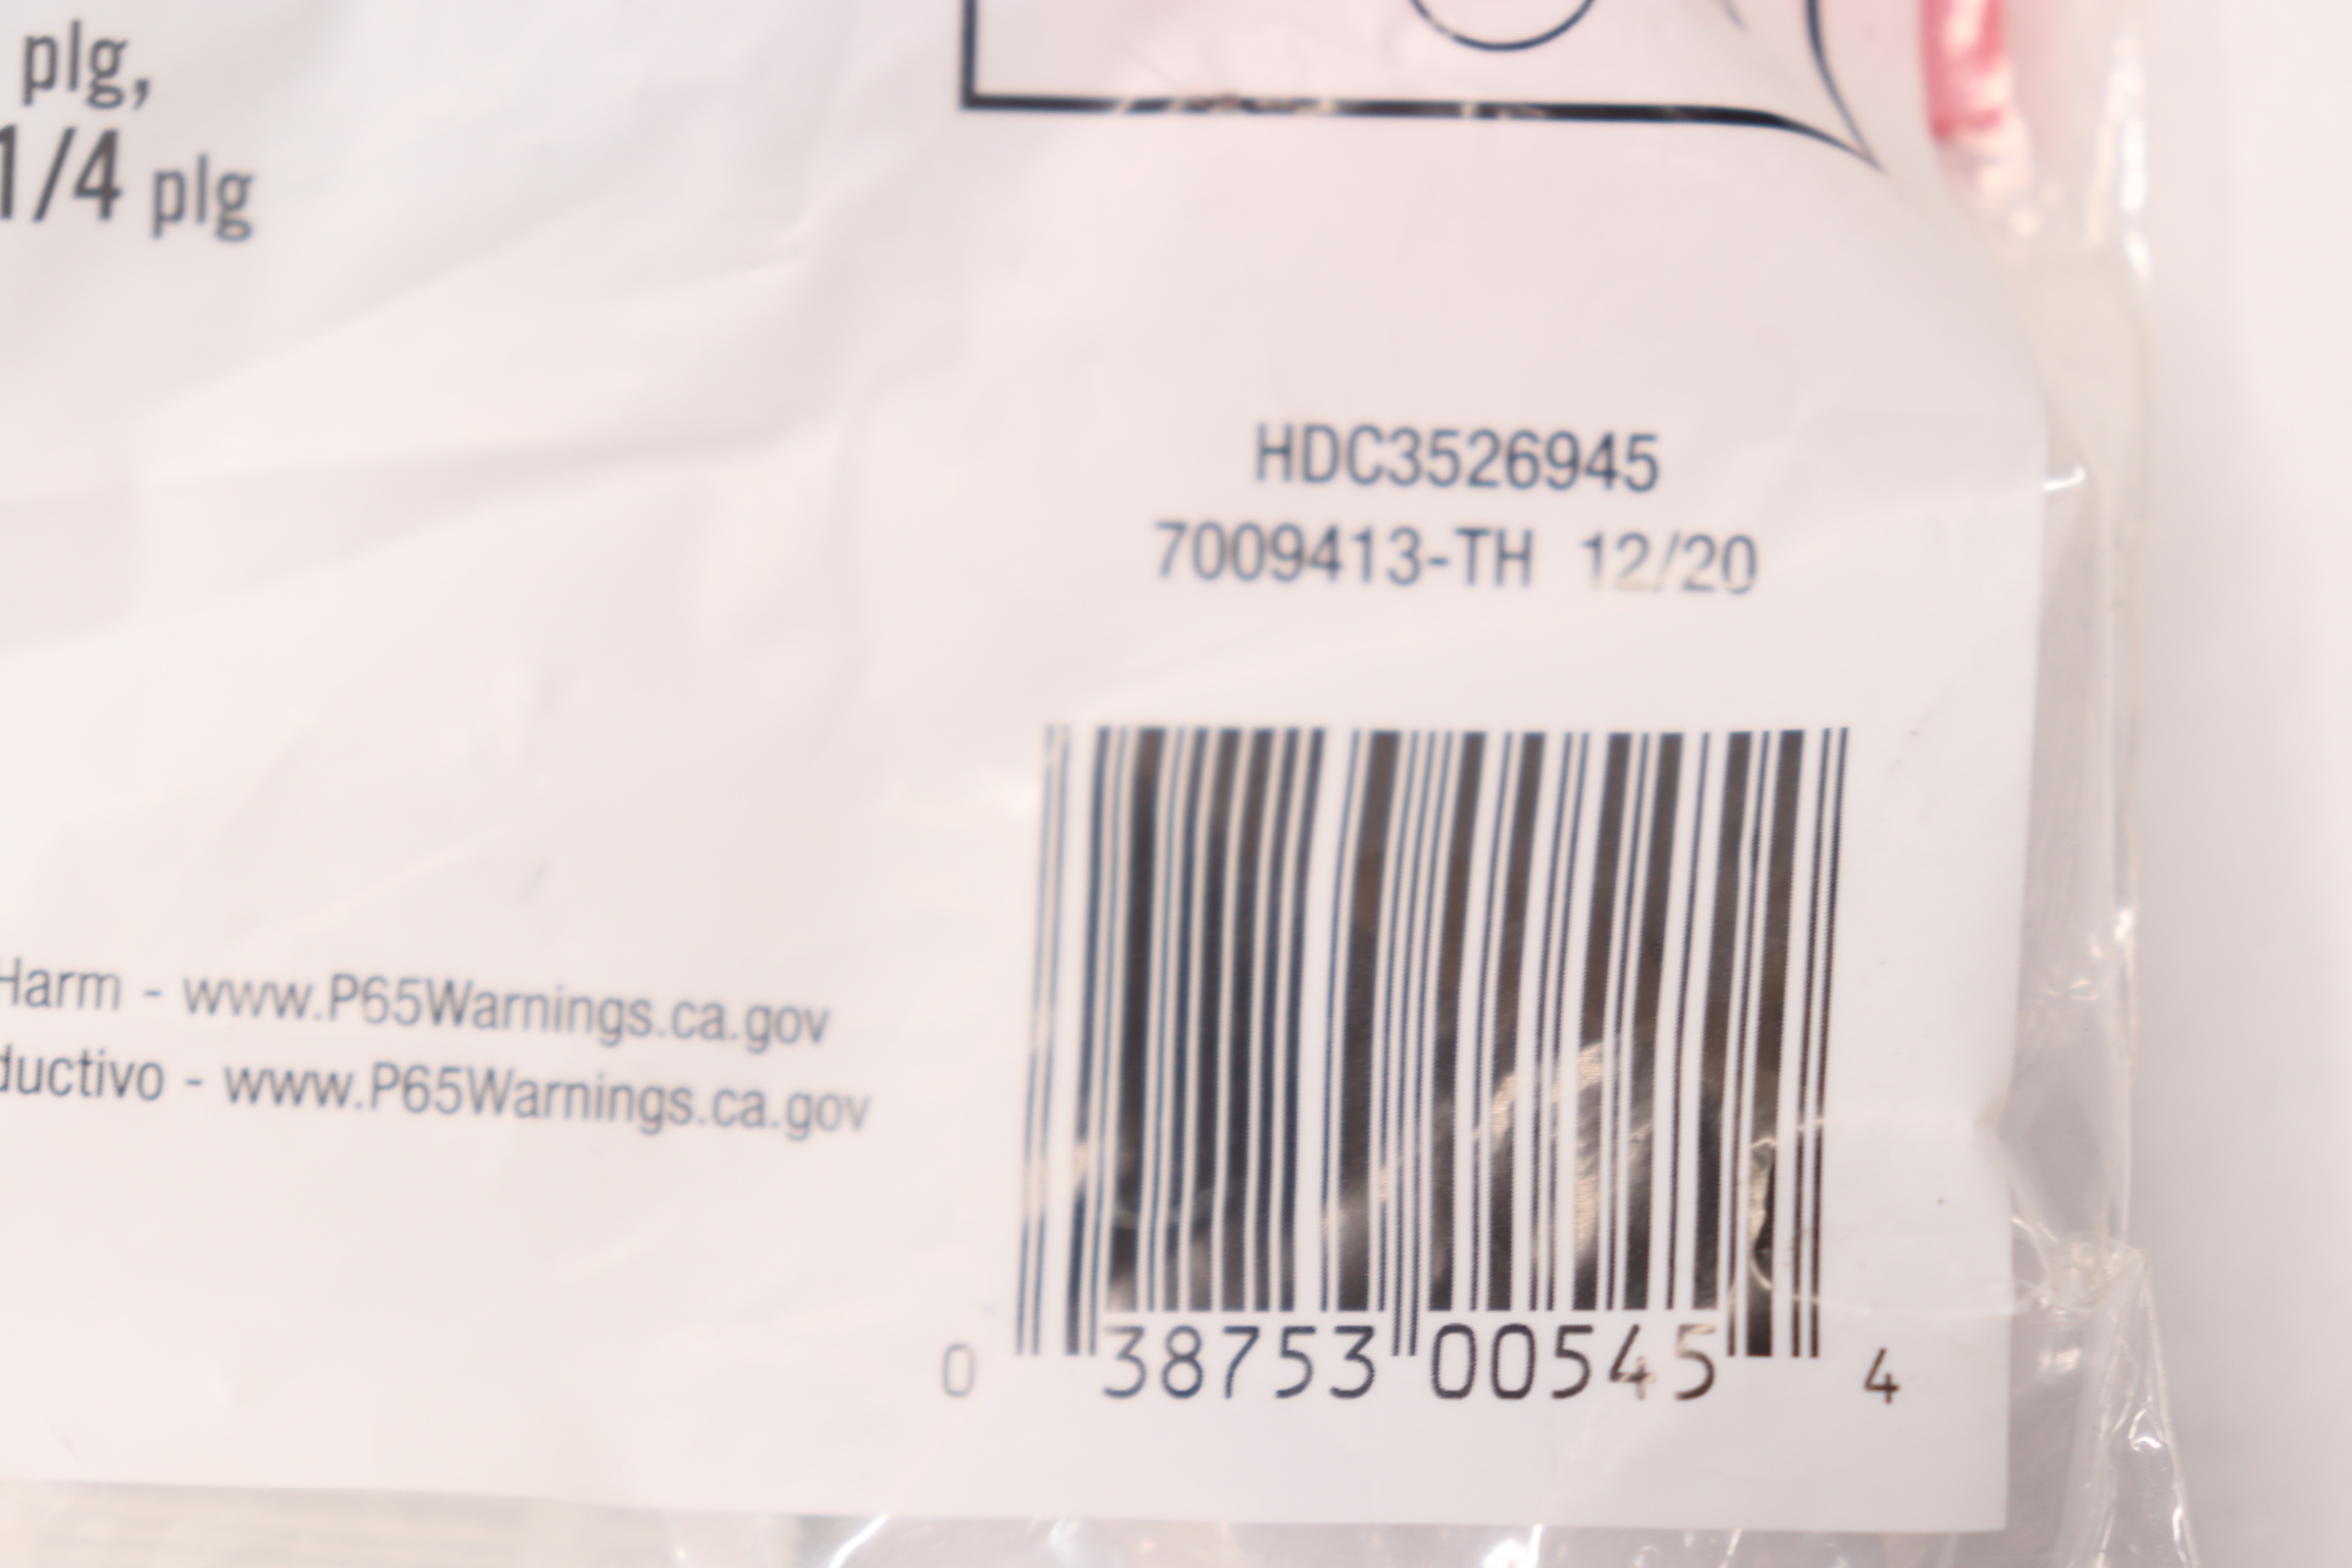 plg,
1/4 plg
HDC3526945
7009413-TH 12/20
Harm - www.P65Warnings.ca.gov
ductivo - www.P65Warnings.ca.gov
0 38753 00545 4